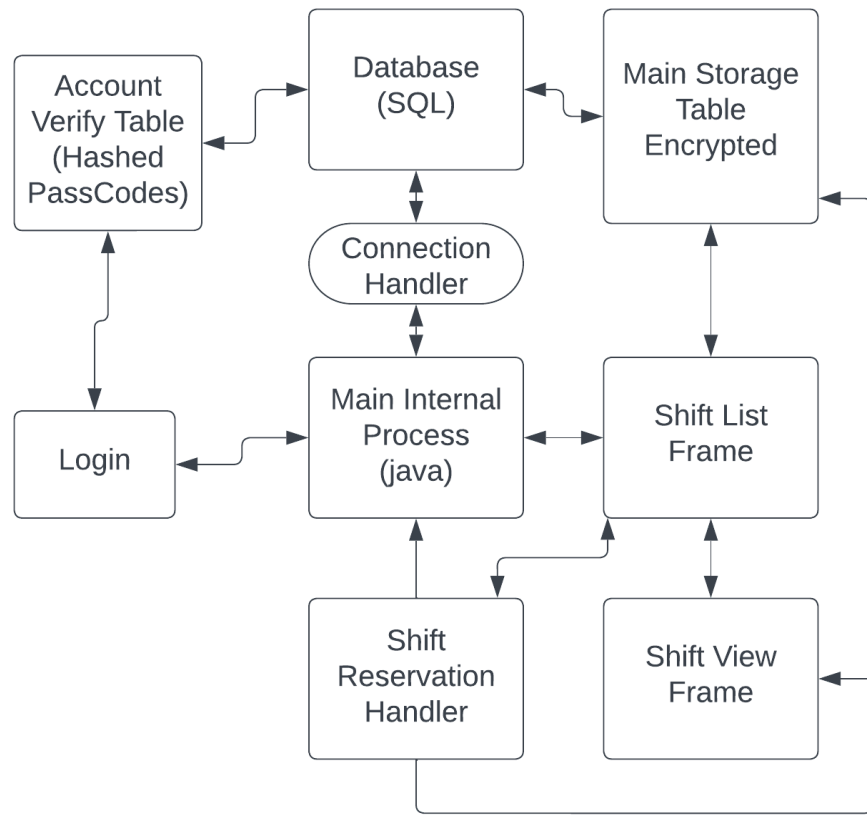 Account
Verify Table
(Hashed
PassCodes)
Database
(SQL)
Main Storage
Table
Encrypted
Connection
Handler
Login
Main Internal
Process
(java)
Shift List
Frame
Shift
Reservation
Handler
Shift View
Frame